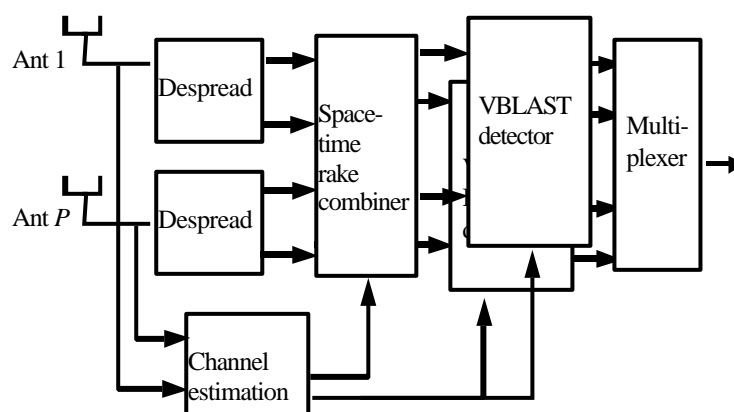 Ant 1
Despread
Space-
time
rake
combiner
VBLAST
detector
Multi-
plexer
Ant P
Despread
Channel
estimation